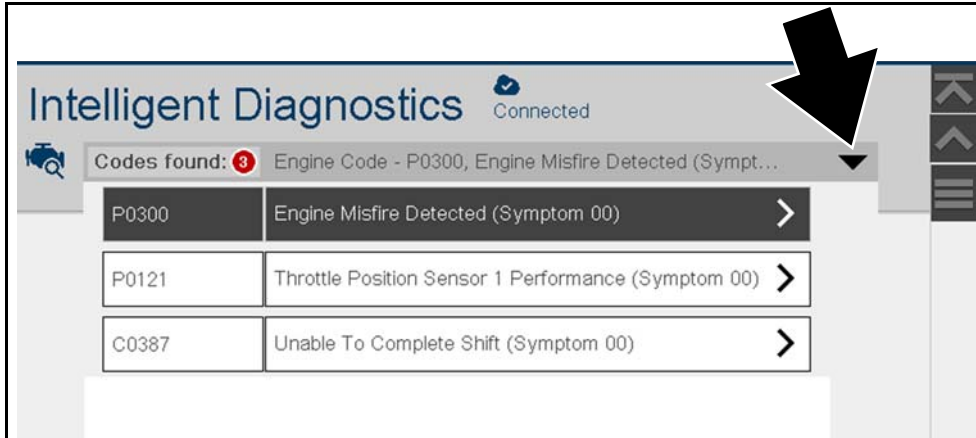 Intelligent Diagnostics
Connected
Codes found: 3 Engine Code - P0300, Engine Misfire Detected (Sympt...
P0300 Engine Misfire Detected (Symptom 00)
P0121 Throttle Position Sensor 1 Performance (Symptom 00)
C0387 Unable To Complete Shift (Symptom 00)